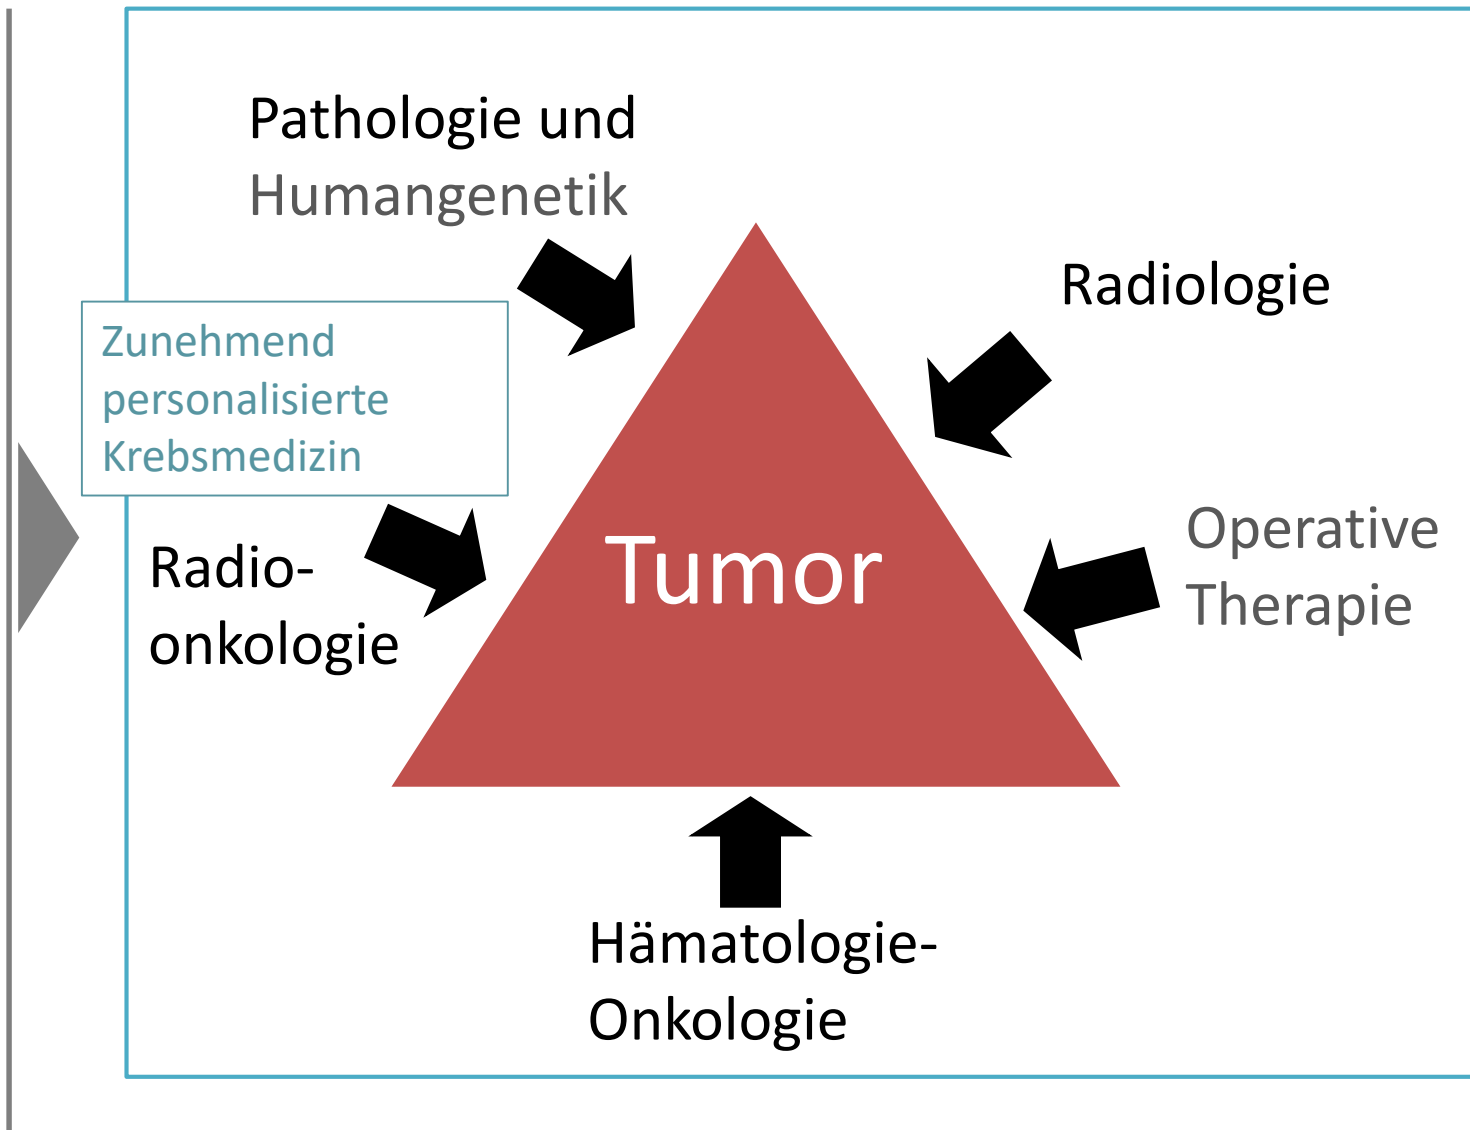 Pathologie und
Humangenetik
Radiologie
Zunehmend
personalisierte
Krebsmedizin
Radio-
onkologie
Tumor
Operative
Therapie
Hämatologie-
Onkologie